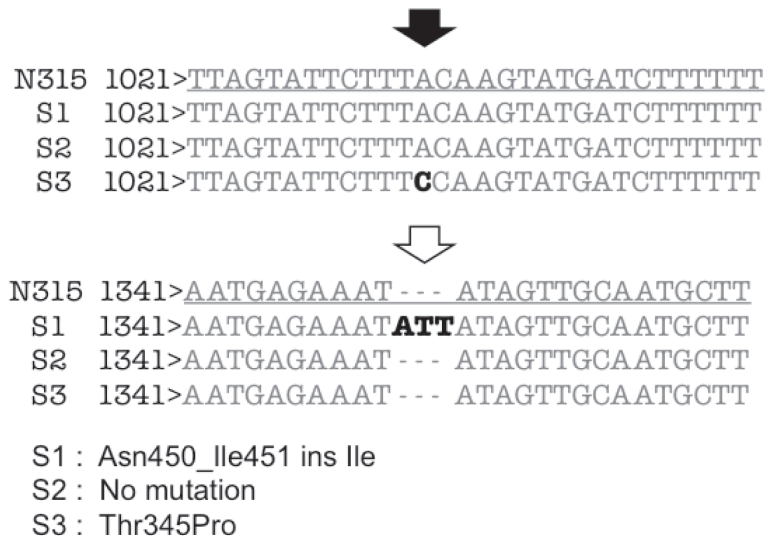 N315 1021>TTAGTATTCTTTACAAGTATGATCTTTTTT
S1 1021>TTAGTATTCTTTACAAGTATGATCTTTTTT
S2 1021>TTAGTATTCTTTACAAGTATGATCTTTTTT
S3 1021>TTAGTATTCTTTCCAAGTATGATCTTTTTT
N315 1341>AATGAGAAAT--- ATAGTTGCAATGCTT
S1 1341>AATGAGAAATATTATAGTTGCAATGCTT
S2 1341>AATGAGAAAT--- ATAGTTGCAATGCTT
S3 1341>AATGAGAAAT--- ATAGTTGCAATGCTT
S1 : Asn450_Ile451 ins Ile
S2 : No mutation
S3 : Thr345Pro